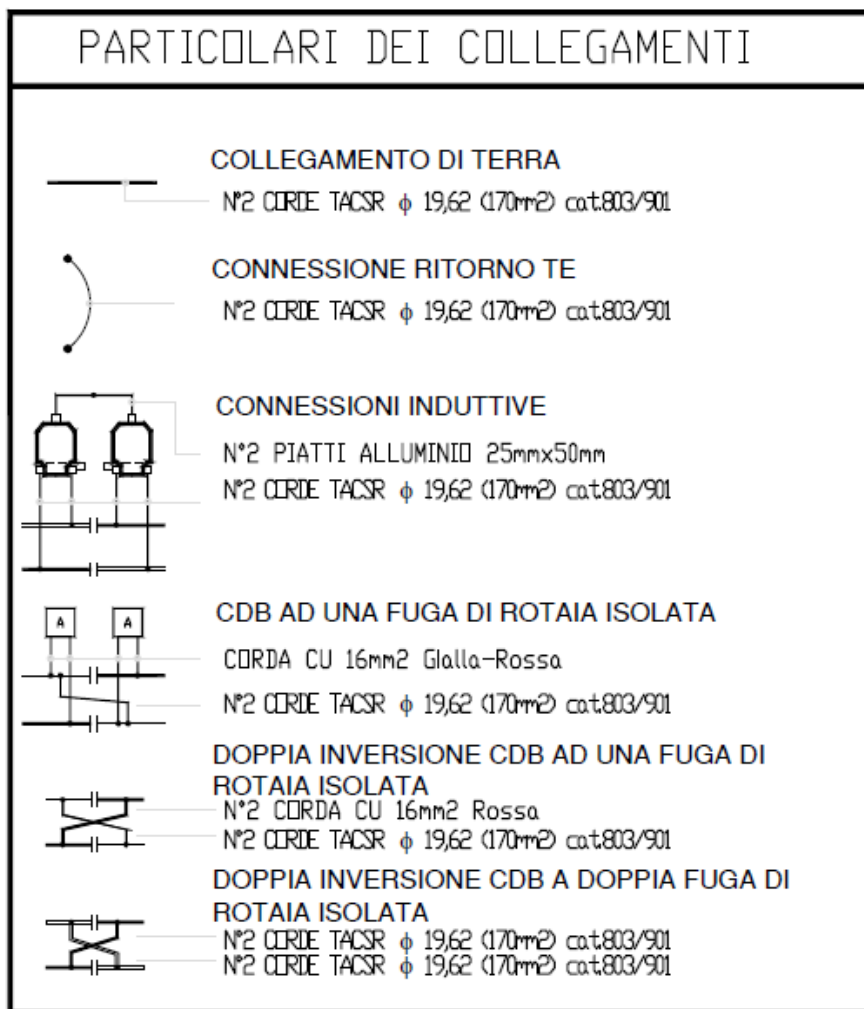 PARTICOLARI DEI COLLEGAMENTI
COLLEGAMENTO DI TERRA
N°2 CORDE TACSR ϕ 19,62 (170mm2) cat.803/901
CONNESSIONE RITORNO TE
N°2 CORDE TACSR ϕ 19,62 (170mm2) cat.803/901
CONNESSIONI INDUTTIVE
N°2 PIATTI ALLUMINIO 25mmx50mm
N°2 CORDE TACSR ϕ 19,62 (170mm2) cat.803/901
CDB AD UNA FUGA DI ROTAIA ISOLATA
A A
CORDA CU 16mm2 Gialla-Rossa
N°2 CORDE TACSR ϕ 19,62 (170mm2) cat.803/901
DOPPIA INVERSIONE CDB AD UNA FUGA DI
ROTAIA ISOLATA
N°2 CORDA CU 16mm2 Rossa
N°2 CORDE TACSR ϕ 19,62 (170mm2) cat.803/901
DOPPIA INVERSIONE CDB A DOPPIA FUGA DI
ROTAIA ISOLATA
N°2 CORDE TACSR ϕ 19,62 (170mm2) cat.803/901
N°2 CORDE TACSR ϕ 19,62 (170mm2) cat.803/901